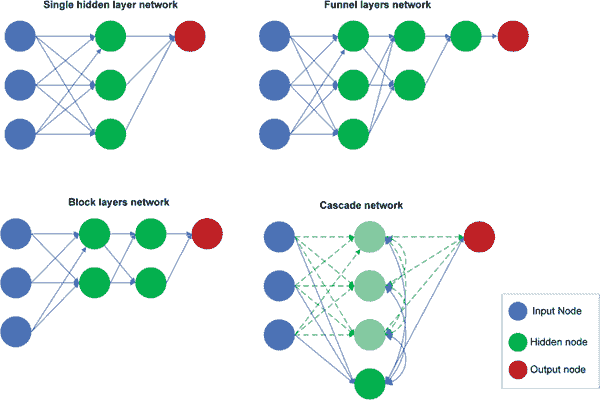 Single hidden layer network
Funnel layers network
Block layers network
Cascade network
Input Node
Hidden node
Output node